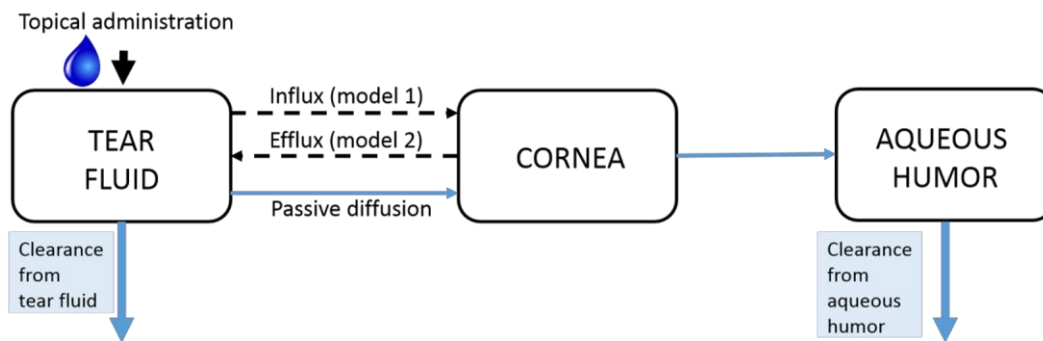 Topical administration
TEAR
FLUID
Influx (model 1)
Efflux (model 2)
Passive diffusion
CORNEA
AQUEOUS
HUMOR
Clearance
from
tear fluid
Clearance
from
aqueous
humor